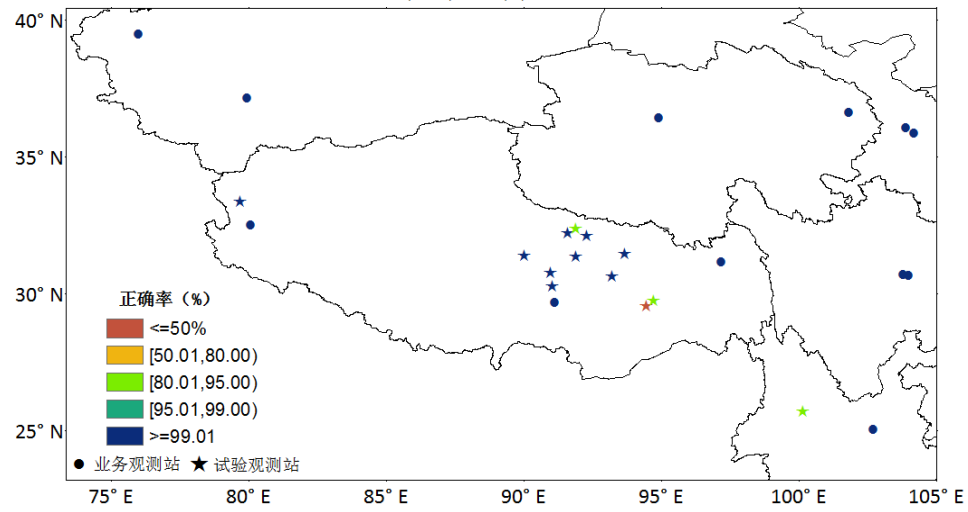 40° N
35° N
30° N
25° N
正确率（%）
<=50%
[50.01,80.00)
[80.01,95.00)
[95.01,99.00)
>=99.01
业务观测站 试验观测站
75° E 80° E 85° E 90° E 95° E 100° E 105° E